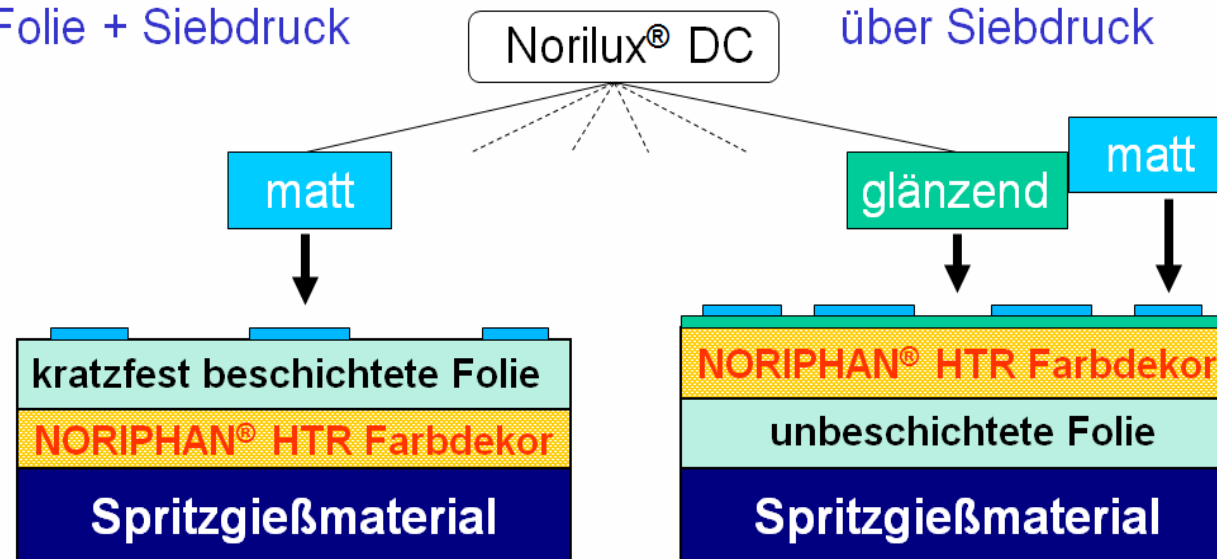 Folie + Siebdruck
Norilux® DC
über Siebdruck
matt
glänzend
matt
kratzfest beschichtete Folie
NORIPHAN® HTR Farbdekor
Spritzgießmaterial
NORIPHAN® HTR Farbdekor
unbeschichtete Folie
Spritzgießmaterial